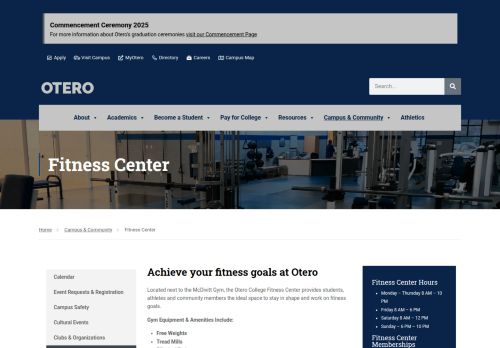 Commencement Ceremony 2025
For more information about Otero's graduation ceremonies visit our Commencement Page
Apply Visit Campus MyOtero Directory Careers Campus Map
OTERO
Search...
About Academics Become a Student Pay for College Resources Campus & Community Athletics
Fitness Center
Home Campus & Community Fitness Center
Calendar
Event Requests & Registration
Campus Safety
Cultural Events
Clubs & Organizations
Achieve your fitness goals at Otero
Located next to the McDivitt Gym, the Otero College Fitness Center provides students,
athletes and community members the ideal space to stay in shape and work on fitness
goals.
Gym Equipment & Amenities Include:
Free Weights
Tread Mills
Fitness Center Hours
Monday – Thursday 8 AM – 10
PM
Friday 8 AM – 6 PM
Saturday 8 AM – 12 PM
Sunday – 6 PM – 10 PM
Fitness Center
Memberships